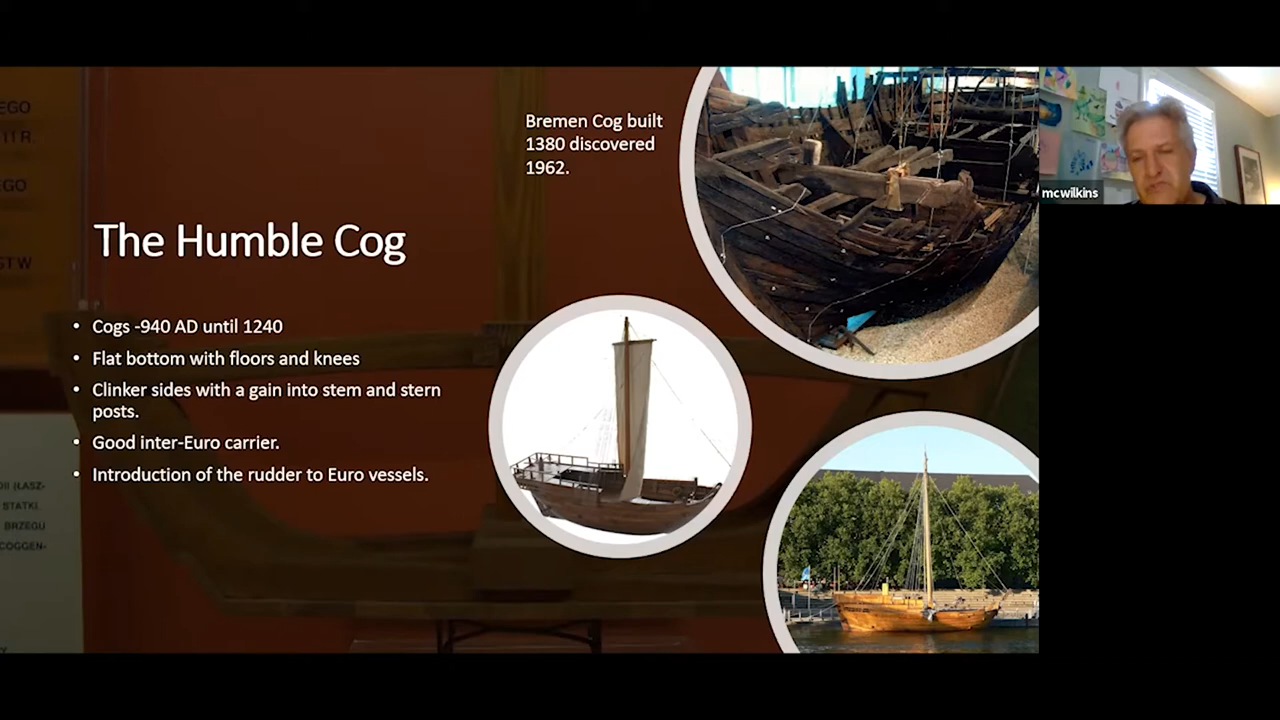 Bremen Cog built
1380 discovered
1962.
The Humble Cog
• Cogs -940 AD until 1240
• Flat bottom with floors and knees
• Clinker sides with a gain into stem and stern
posts.
• Good inter-Euro carrier.
• Introduction of the rudder to Euro vessels.
mcwilkins
EGO
EGO
STATKI.
BRZEGU
COGGEN-